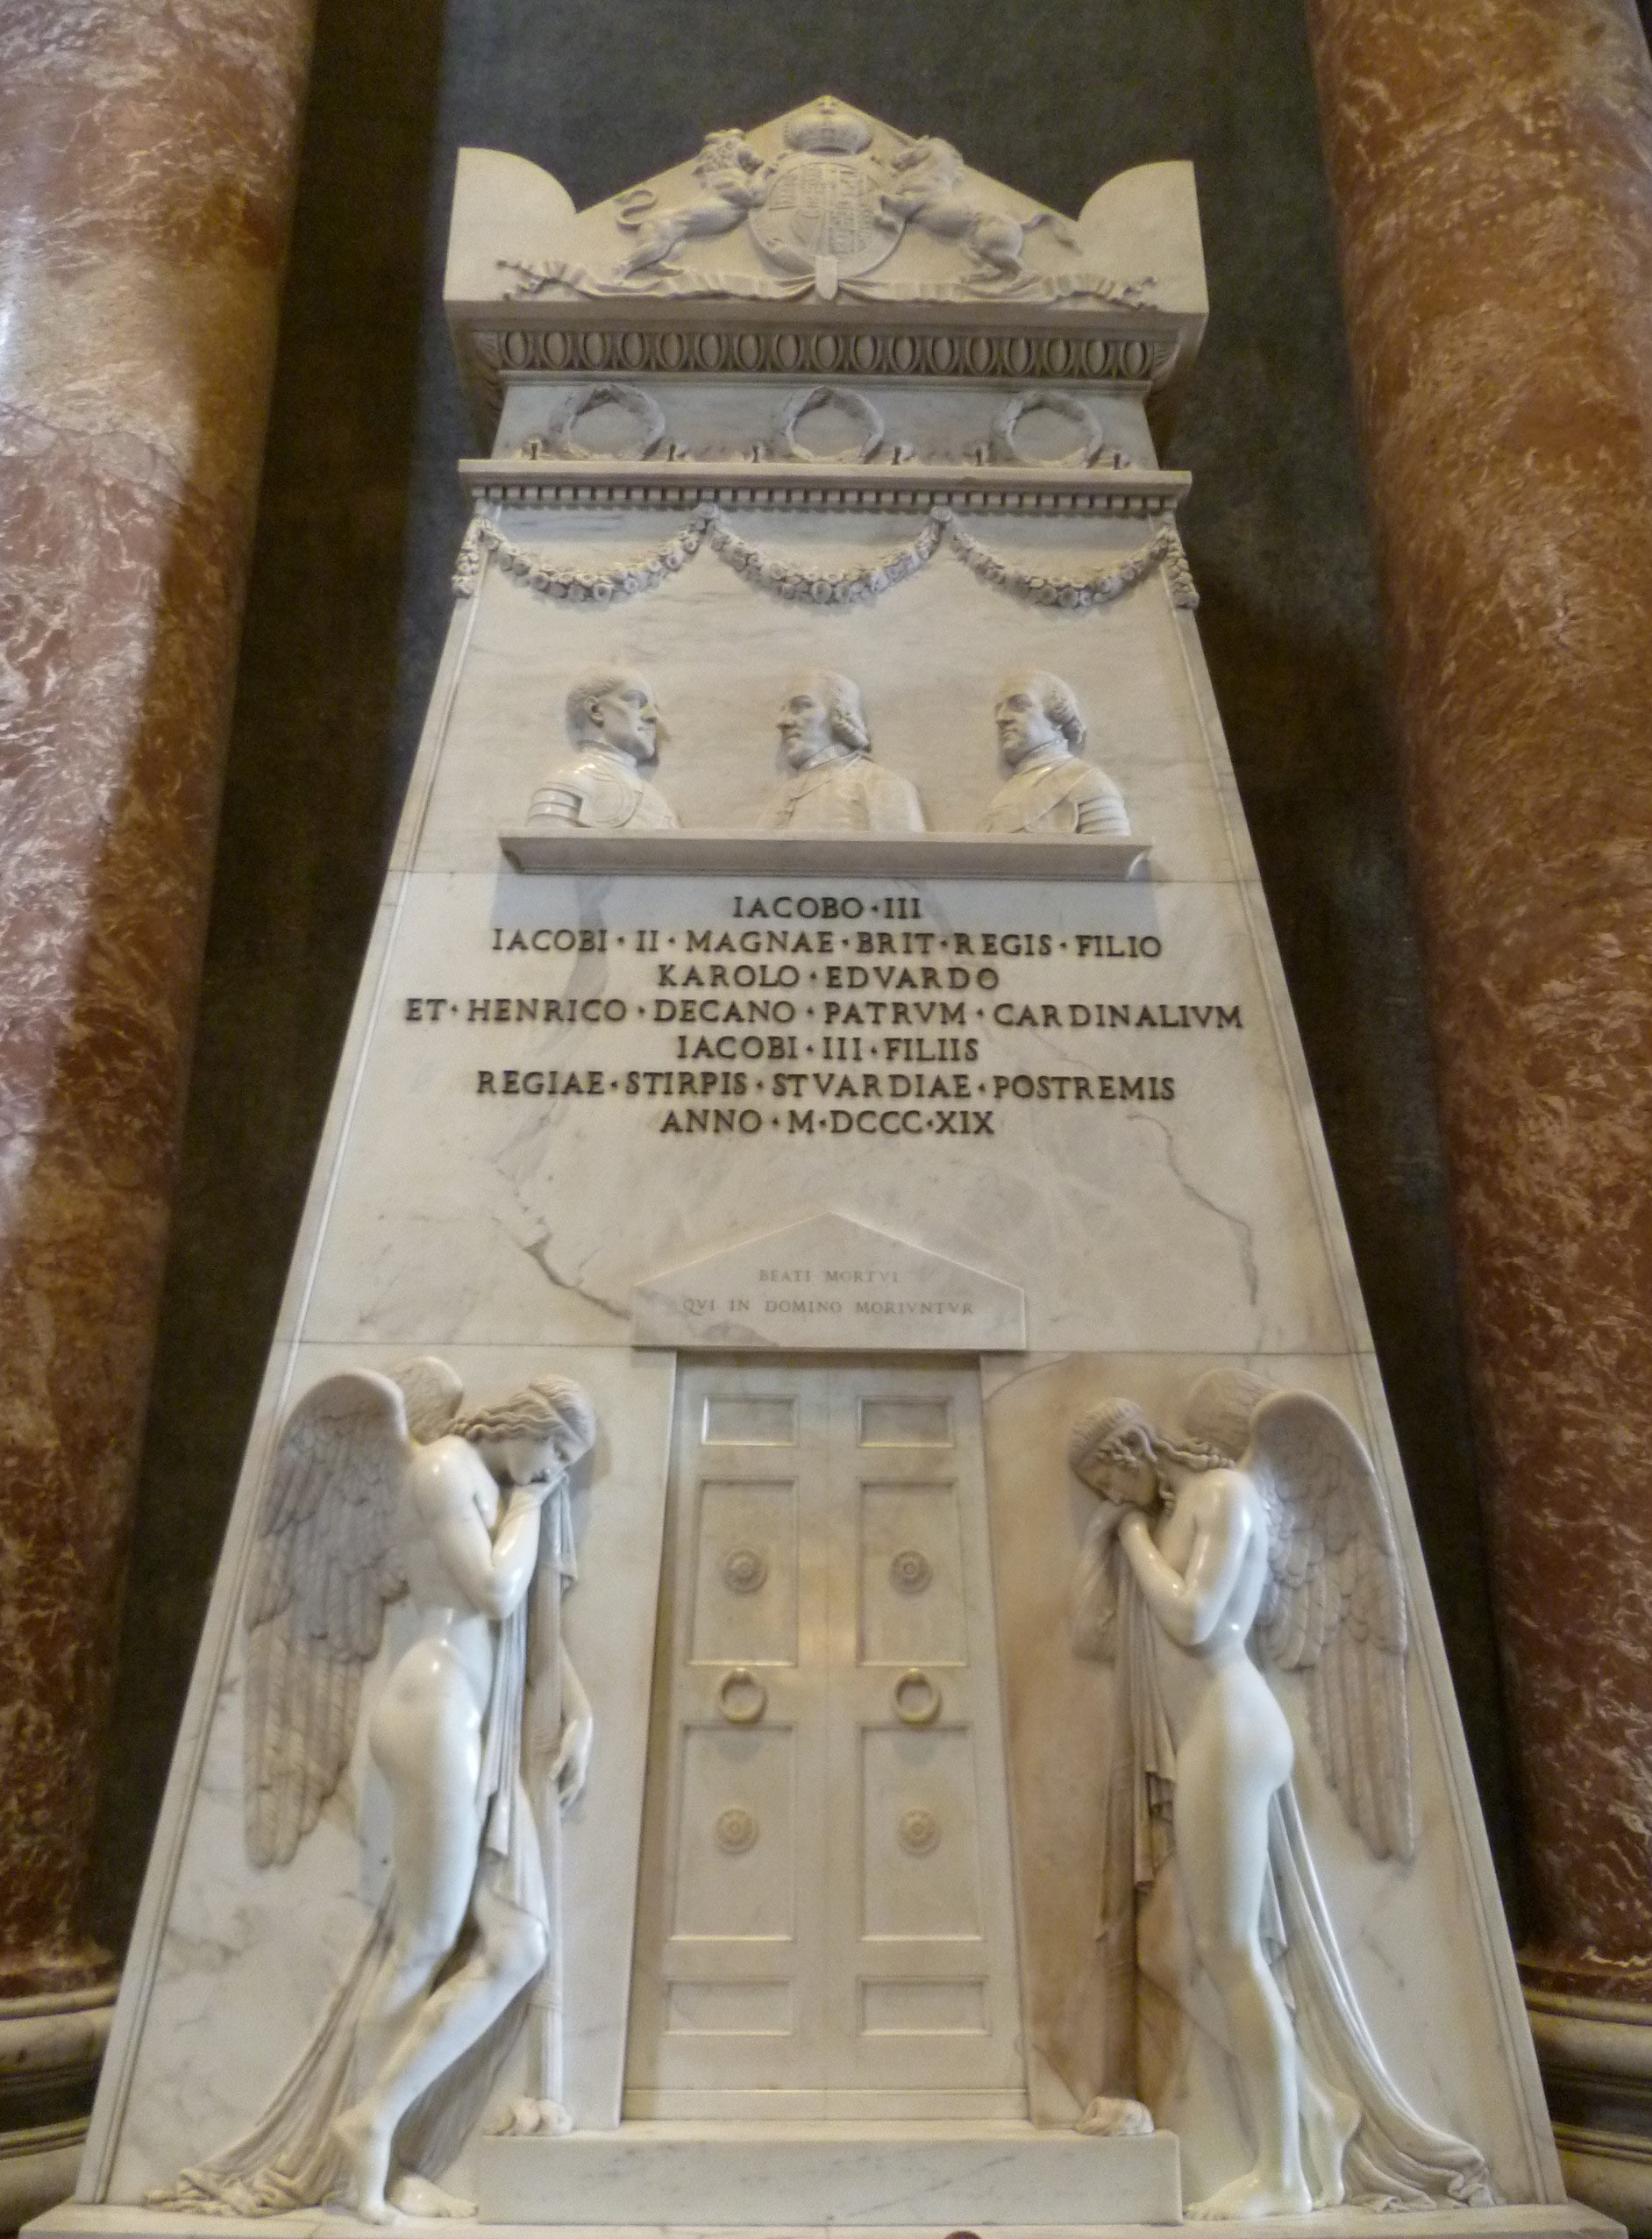 IACOBO · III
IACOBI · II · MAGNAE · BRIT · REGIS · FILIO
KAROLO · EDVARDO
ET · HENRICO · DECANO · PATRVM · CARDINALIVM
IACOBI · III · FILIIS
REGIAE · STIRPIS · STVARDIAE · POSTREMIS
ANNO · M · DCCC · XIX
BEATI MORTVI
QVI IN DOMINO MORIVNTVR